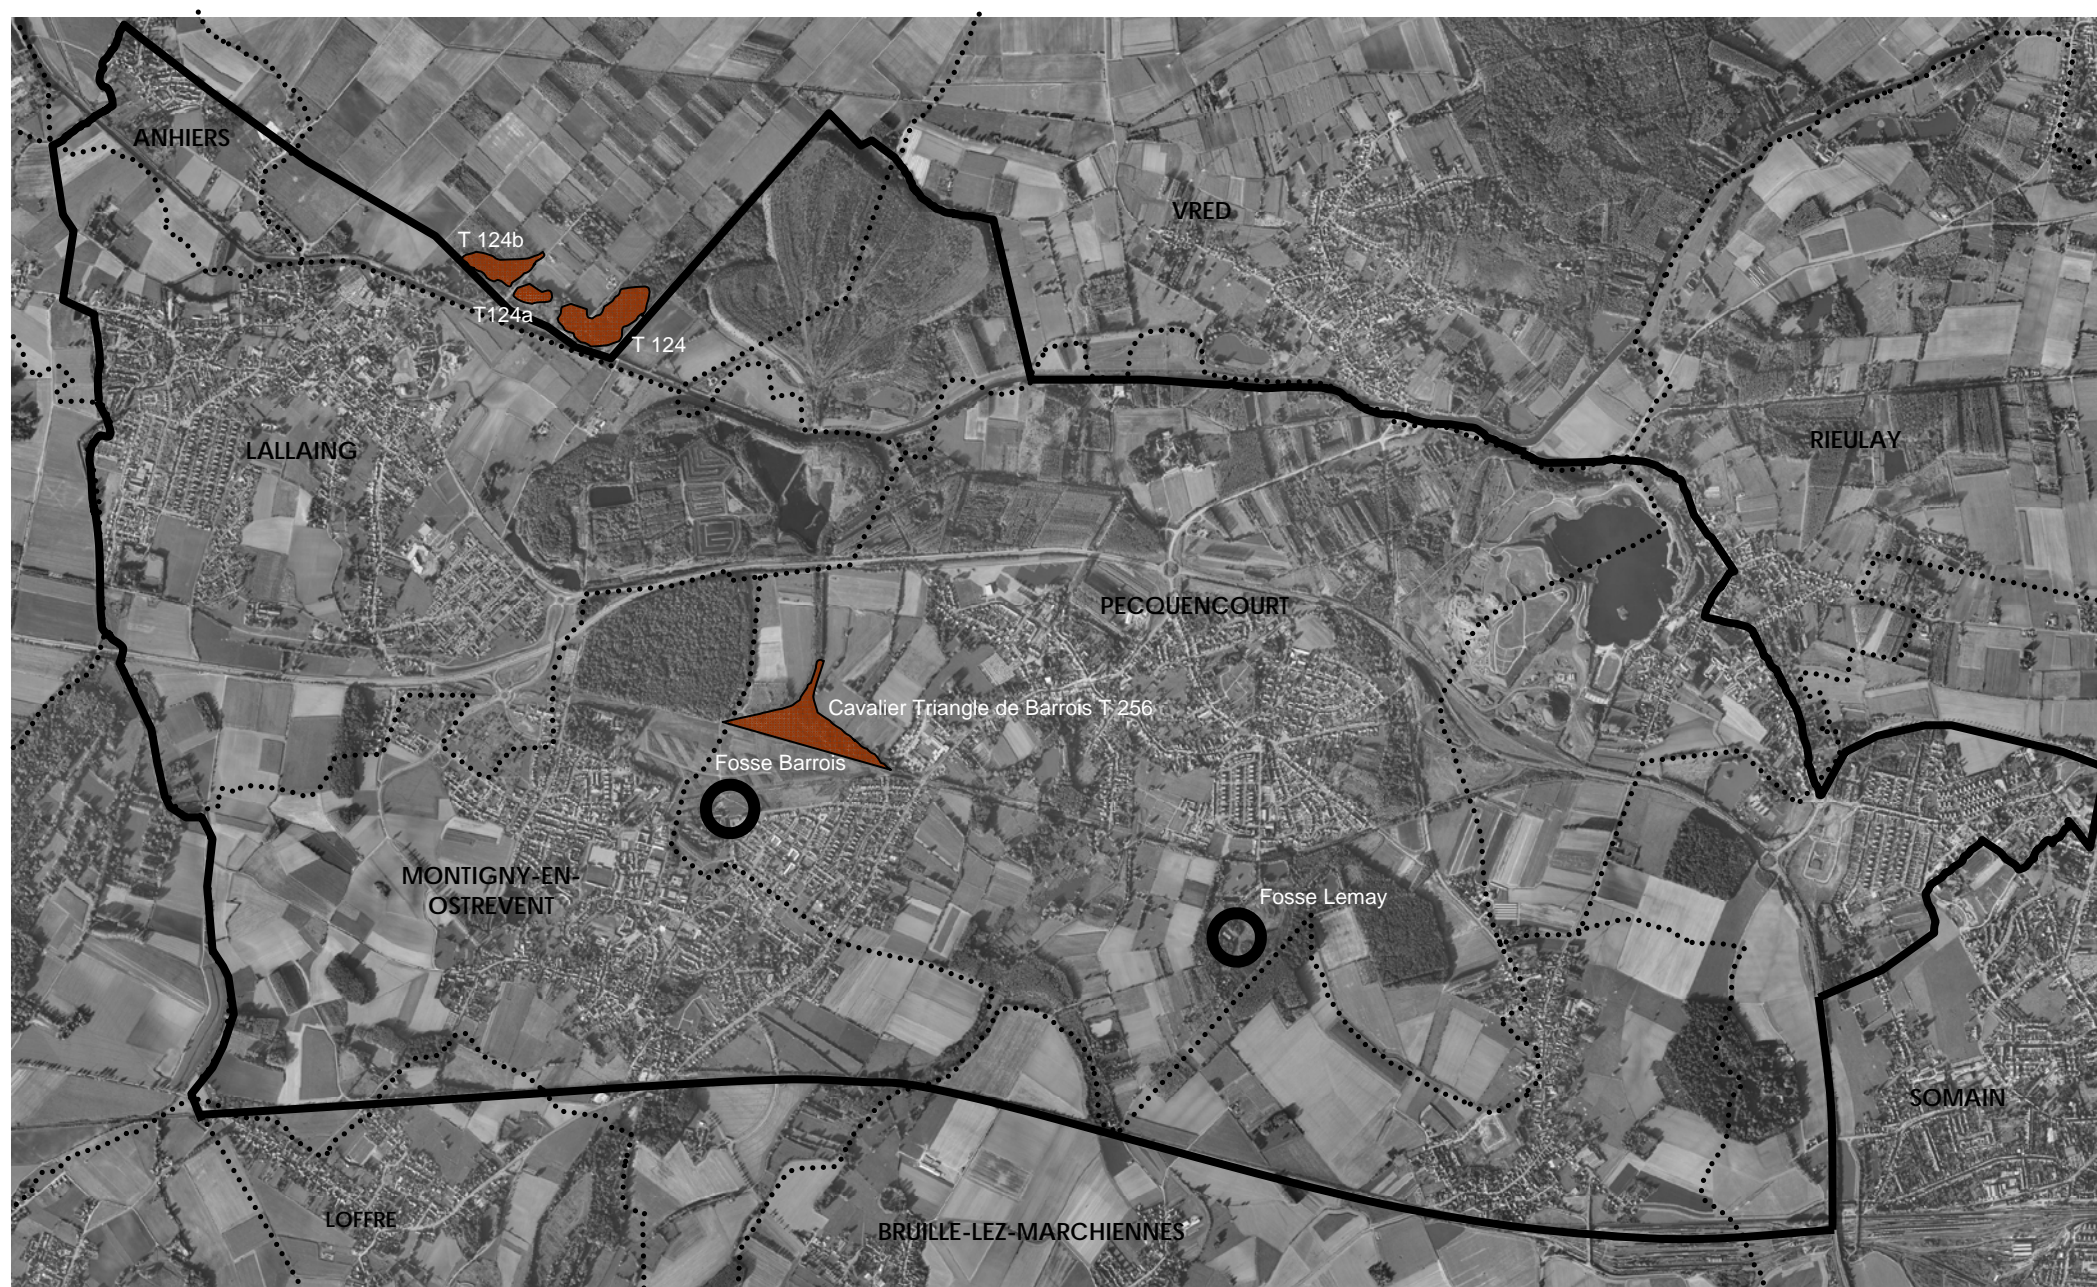 ANHIERS
VRED
T 124b
T124a
T 124
LALLAING
RIEULAY
PECQUENCOURT
Cavalier Triangle de Barrois T 256
Fosse Barrois
MONTIGNY-EN-
OSTREVENT
Fosse Lemay
SOMAIN
LOFFRE
BRUILLE-LEZ-MARCHIENNES